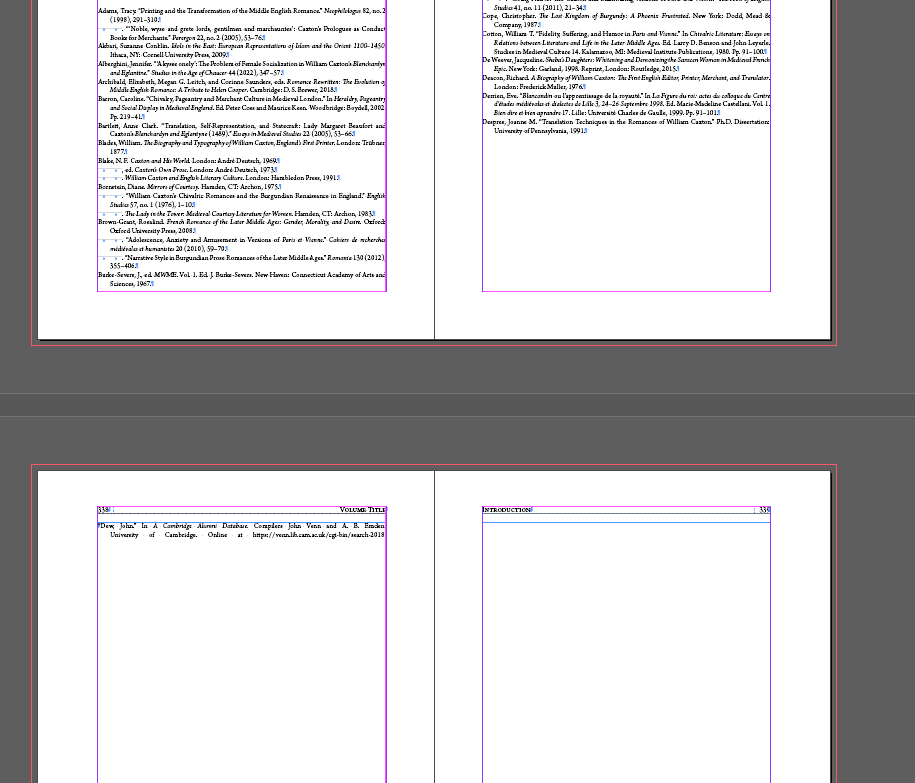 Adams, Tracy. "Printing and the Transformation of the Middle English Romance." Neophilologus 82, no. 2
(1998), 291–310.
. "'Noble, wyse and grete lords, gentilmen and marchauntes': Caxton's Prologues as Conduct
Books for Merchants." Parergon 22, no. 2 (2005), 53–76.
Akbari, Suzanne Conklin. Idols in the East: European Representations of Islam and the Orient 1100–1450.
Ithaca, NY: Cornell University Press, 2009.
Alberghini, Jennifer. "'A kysse onely': The Problem of Female Socialization in William Caxton's Blanchardyn
and Eglantine." Studies in the Age of Chaucer 44 (2022), 347–57.
Archibald, Elizabeth, Megan G. Leitch, and Corinne Saunders, eds. Romance Rewritten: The Evolution of
Middle English Romance: A Tribute to Helen Cooper. Cambridge: D. S. Brewer, 2018.
Barron, Caroline. "Chivalry, Pageantry and Merchant Culture in Medieval London." In Heraldry, Pageantry
and Social Display in Medieval England. Ed. Peter Coss and Maurice Keen. Woodbridge: Boydell, 2002.
Pp. 219–41.
Bartlett, Anne Clark. "Translation, Self-Representation, and Statecraft: Lady Margaret Beaufort and
Caxton's Blanchardyn and Eglantyne (1489)." Essays in Medieval Studies 22 (2005), 53–66.
Blades, William. The Biography and Typography of William Caxton, England's First Printer. London: Trübner,
1877.
Blake, N. F. Caxton and His World. London: André Deutsch, 1969.
, ed. Caxton's Own Prose. London: André Deutsch, 1973.
. William Caxton and English Literary Culture. London: Hambledon Press, 1991.
Bornstein, Diane. Mirrors of Courtesy. Hamden, CT: Archon, 1975.
. "William Caxton's Chivalric Romances and the Burgundian Renaissance in England." English
Studies 57, no. 1 (1976), 1–10.
. The Lady in the Tower: Medieval Courtesy Literature for Women. Hamden, CT: Archon, 1983.
Brown-Grant, Rosalind. French Romance of the Later Middle Ages: Gender, Morality, and Desire. Oxford:
Oxford University Press, 2008.
. "Adolescence, Anxiety and Amusement in Versions of Paris et Vienne." Cahiers de recherches
médiévales et humanistes 20 (2010), 59–70.
. "Narrative Style in Burgundian Prose Romances of the Later Middle Ages." Romania 130 (2012),
355–406.
Burke-Severs, J., ed. MWME. Vol. 1. Ed. J. Burke-Severs. New Haven: Connecticut Academy of Arts and
Sciences, 1967.
Studies 41, no. 11 (2011), 21–34.
Cope, Christopher. The Lost Kingdom of Burgundy: A Phoenix Frustrated. New York: Dodd, Mead &
Company, 1987.
Cotton, William T. "Fidelity, Suffering, and Humor in Paris and Vienne." In Chivalric Literature: Essays on
Relations between Literature and Life in the Later Middle Ages. Ed. Larry D. Benson and John Leyerle.
Studies in Medieval Culture 14. Kalamazoo, MI: Medieval Institute Publications, 1980. Pp. 91–100.
De Weever, Jacqueline. Sheba's Daughters: Whitening and Demonizing the Saracen Woman in Medieval French
Epic. New York: Garland, 1998. Reprint, London: Routledge, 2015.
Deacon, Richard. A Biography of William Caxton: The First English Editor, Printer, Merchant, and Translator.
London: Frederick Muller, 1976.
Derrien, Eve. "Blancandin ou l'apprentissage de la royauté." In La Figure du roi: actes du colloque du Centre
d'études médiévales et dialectes de Lille 3, 24–26 Septembre 1998. Ed. Marie-Madeleine Castellani. Vol. 1.
Bien dire et bien aprandre 17. Lille: Université Charles de Gaulle, 1999. Pp. 91–101.
Despres, Joanne M. "Translation Techniques in the Romances of William Caxton." Ph.D. Dissertation:
University of Pennsylvania, 1991.
338 Volume Title
"Dew, John." In A Cambridge Alumni Database. Compilers John Venn and A. B. Emden.
University of Cambridge. Online at https://venn.lib.cam.ac.uk/cgi-bin/search-2018
Introduction 339